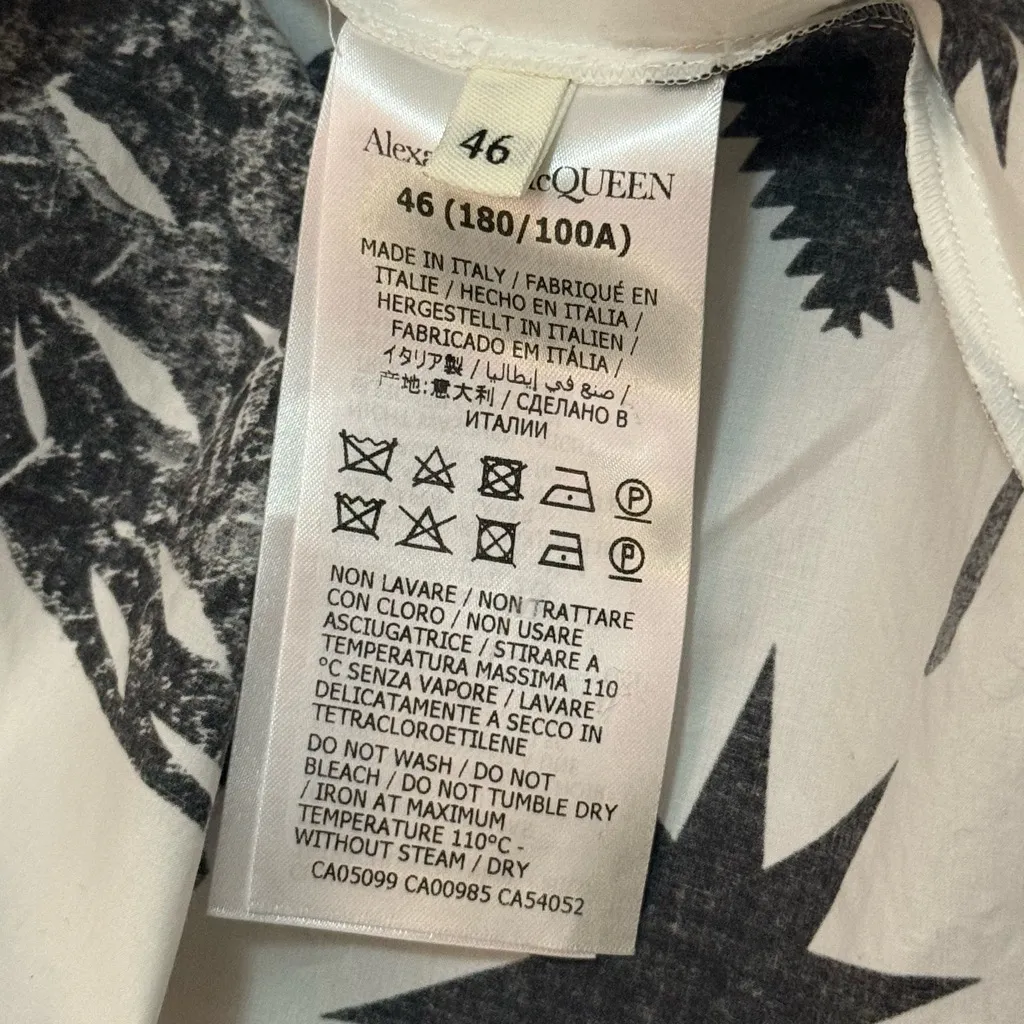 46
Alexa cQUEEN
46 (180/100A)
MADE IN ITALY / FABRIQUÉ EN
ITALIE / HECHO EN ITALIA /
HERGESTELLT IN ITALIEN /
FABRICADO EM ITÁLIA /
イタリア製 / صنع في إيطاليا /
产地:意大利 / СДЕЛАНО В
ИТАЛИИ
P
P
NON LAVARE / NON TRATTARE
CON CLORO / NON USARE
ASCIUGATRICE / STIRARE A
TEMPERATURA MASSIMA 110
°C SENZA VAPORE / LAVARE
DELICATAMENTE A SECCO IN
TETRACLOROETILENE
DO NOT WASH / DO NOT
BLEACH / DO NOT TUMBLE DRY
/ IRON AT MAXIMUM
TEMPERATURE 110°C -
WITHOUT STEAM / DRY
CA05099 CA00985 CA54052